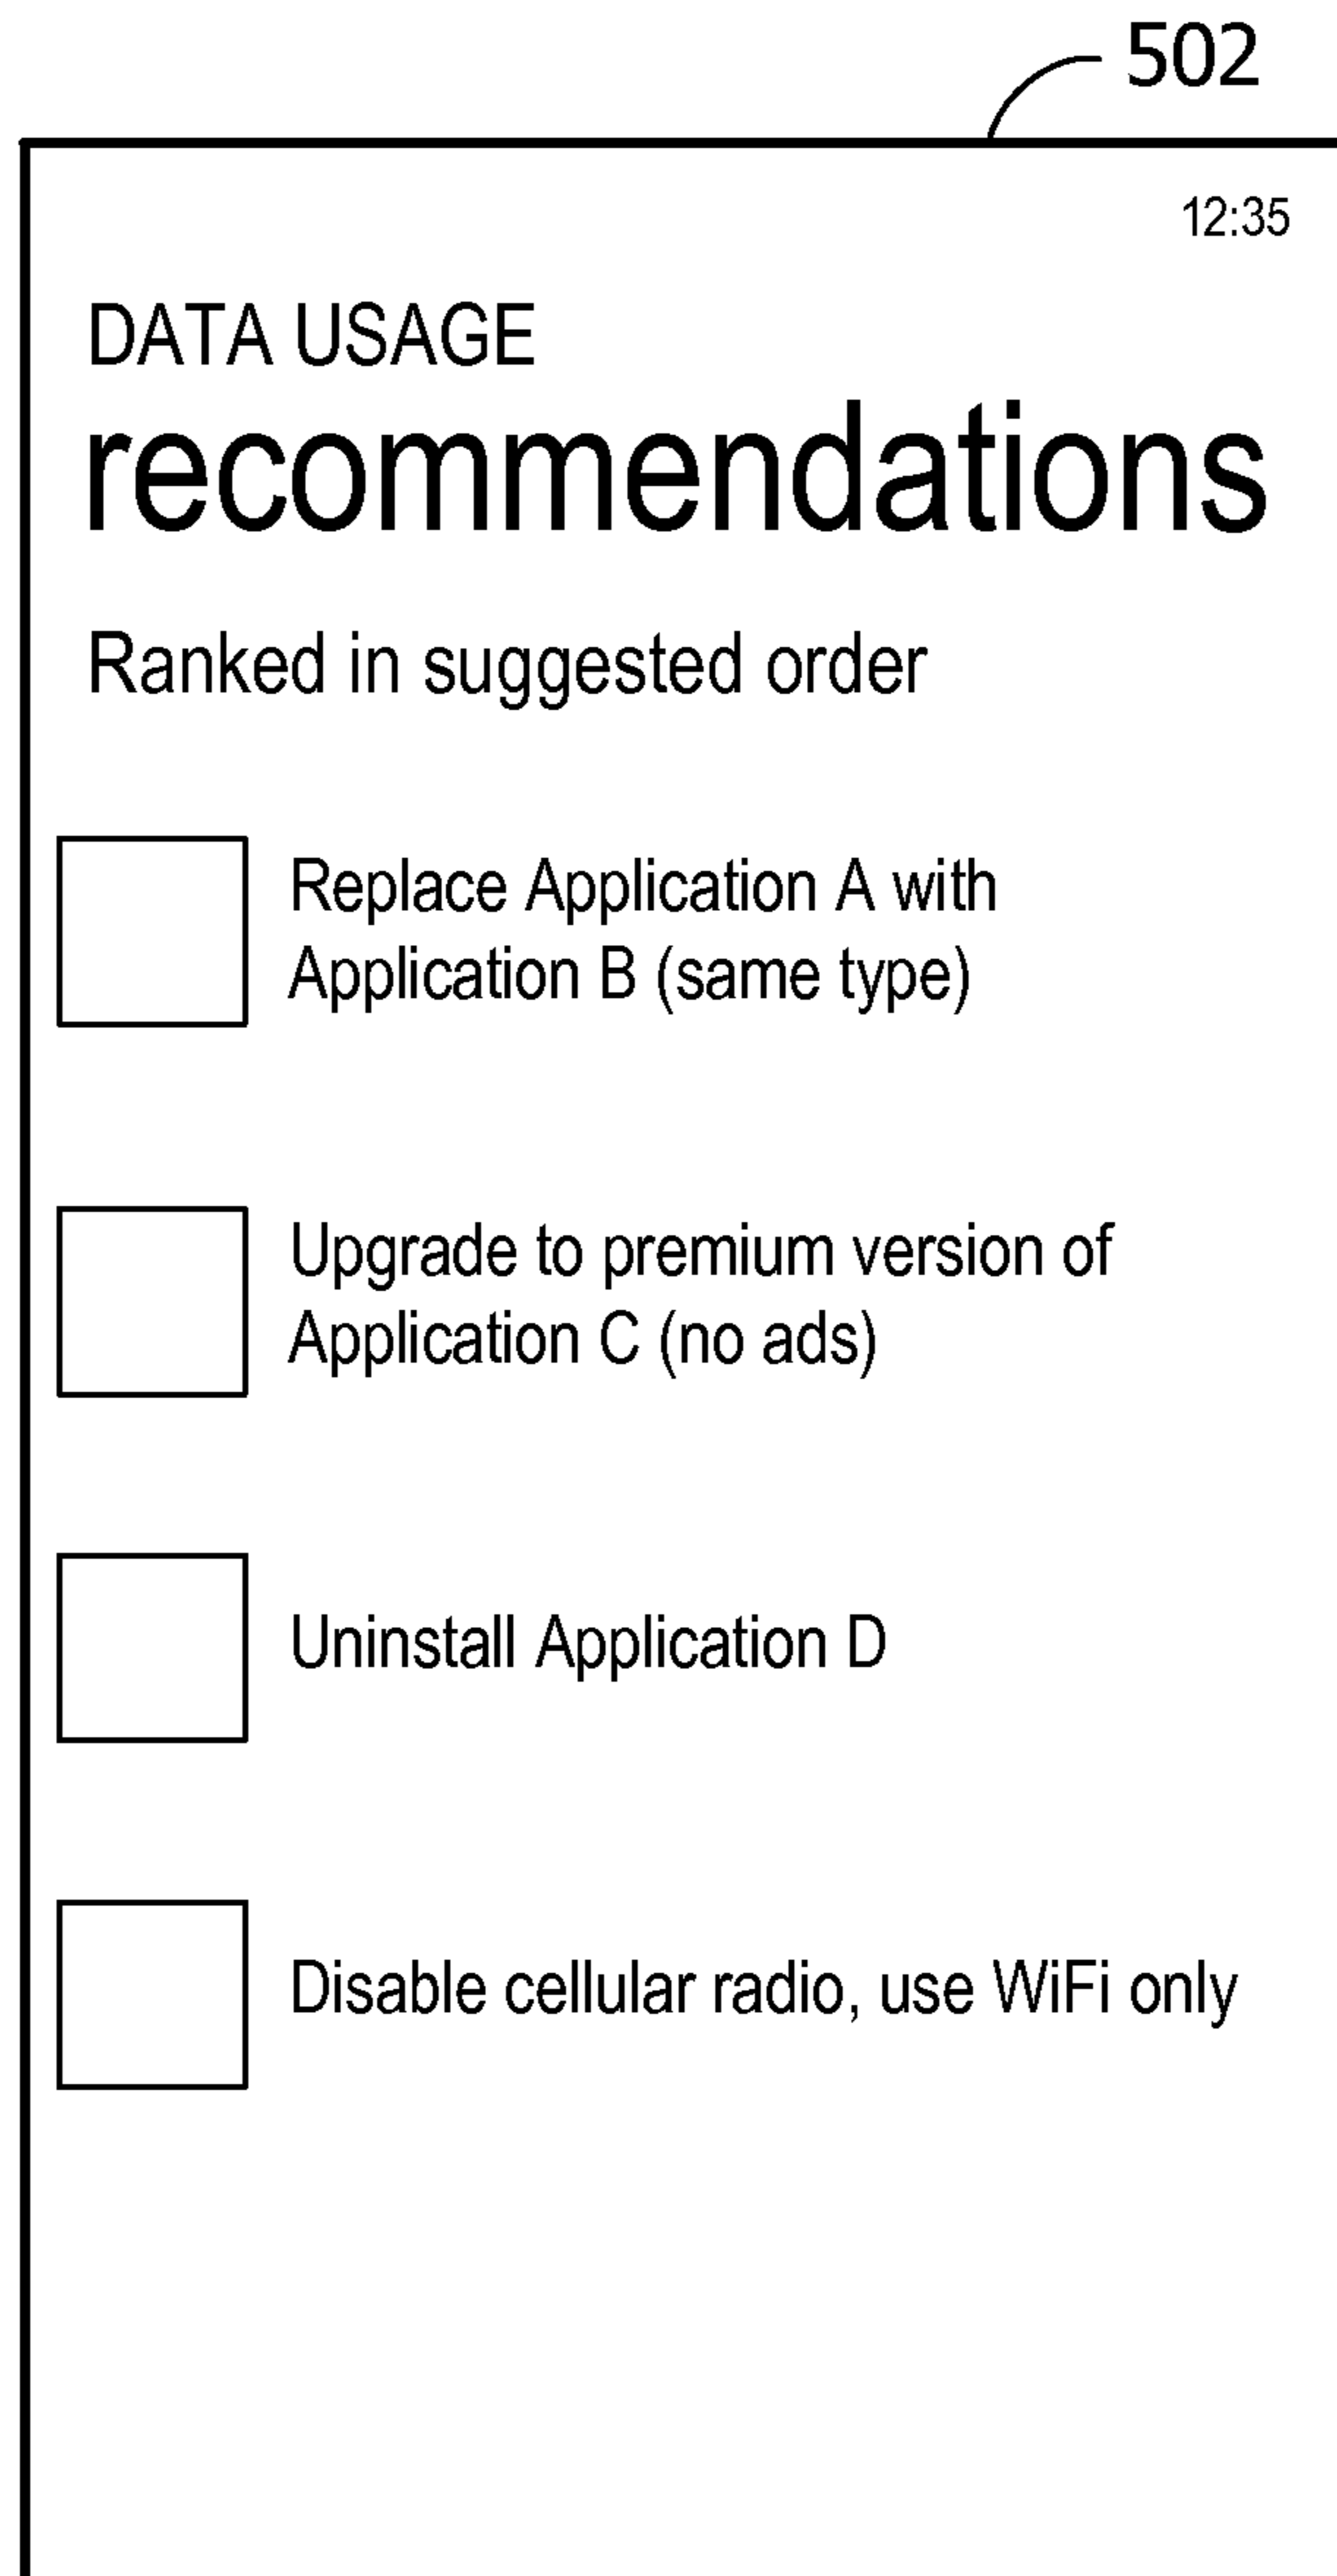 502
12:35
DATA USAGE
recommendations
Ranked in suggested order
Replace Application A with
Application B (same type)
Upgrade to premium version of
Application C (no ads)
Uninstall Application D
Disable cellular radio, use WiFi only